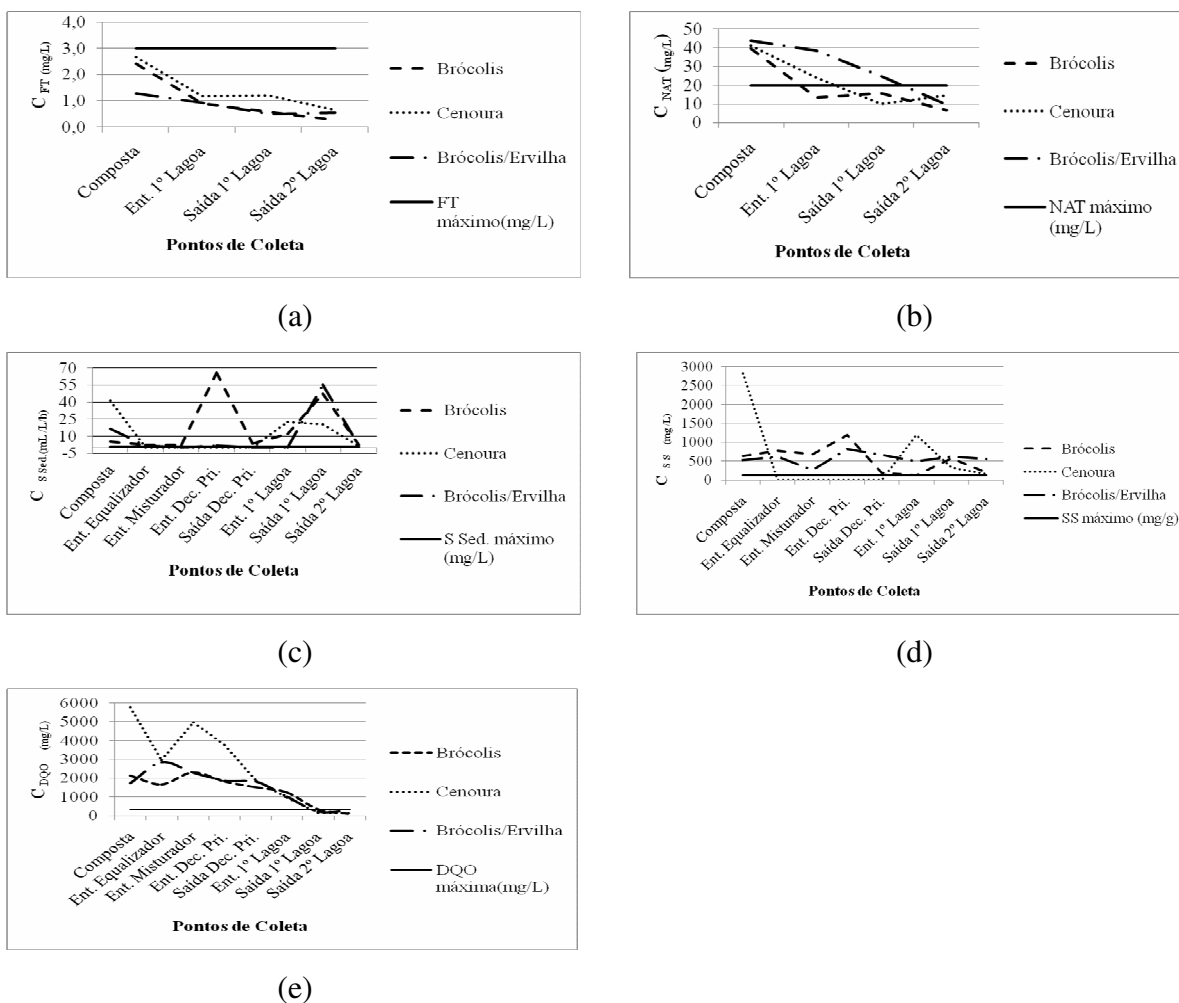 4,0
3,0
2,0
1,0
0,0
C FT (mg/L)
Composta
Ent. 1º Lagoa
Saída 1º Lagoa
Saída 2º Lagoa
Pontos de Coleta
Brócolis
Cenoura
Brócolis/Ervilha
FT
máximo(mg/L)
(a)
50
40
30
20
10
0
C NAT (mg/L)
Composta
Ent. 1º Lagoa
Saída 1º Lagoa
Saída 2º Lagoa
Pontos de Coleta
Brócolis
Cenoura
Brócolis/Ervilha
NAT máximo
(mg/L)
(b)
70
55
40
25
10
-5
C S Sed.(mL/L/h)
Composta
Ent. Equalizador
Ent. Misturador
Ent. Dec. Pri.
Saída Dec. Pri.
Ent. 1º Lagoa
Saída 1º Lagoa
Saída 2º Lagoa
Pontos de Coleta
Brócolis
Cenoura
Brócolis/Ervilha
S Sed. máximo
(mg/L)
(c)
3000
2500
2000
1500
1000
500
0
C SS (mg/L)
Composta
Ent. Equalizador
Ent. Misturador
Ent. Dec. Pri.
Saída Dec. Pri.
Ent. 1º Lagoa
Saída 1º Lagoa
Saída 2º Lagoa
Pontos de Coleta
Brócolis
Cenoura
Brócolis/Ervilha
SS máximo (mg/g)
(d)
6000
5000
4000
3000
2000
1000
0
C DQO (mg/L)
Composta
Ent. Equalizador
Ent. Misturador
Ent. Dec. Pri.
Saída Dec. Pri.
Ent. 1º Lagoa
Saída 1º Lagoa
Saída 2º Lagoa
Pontos de Coleta
Brócolis
Cenoura
Brócolis/Ervilha
DQO
máxima(mg/L)
(e)